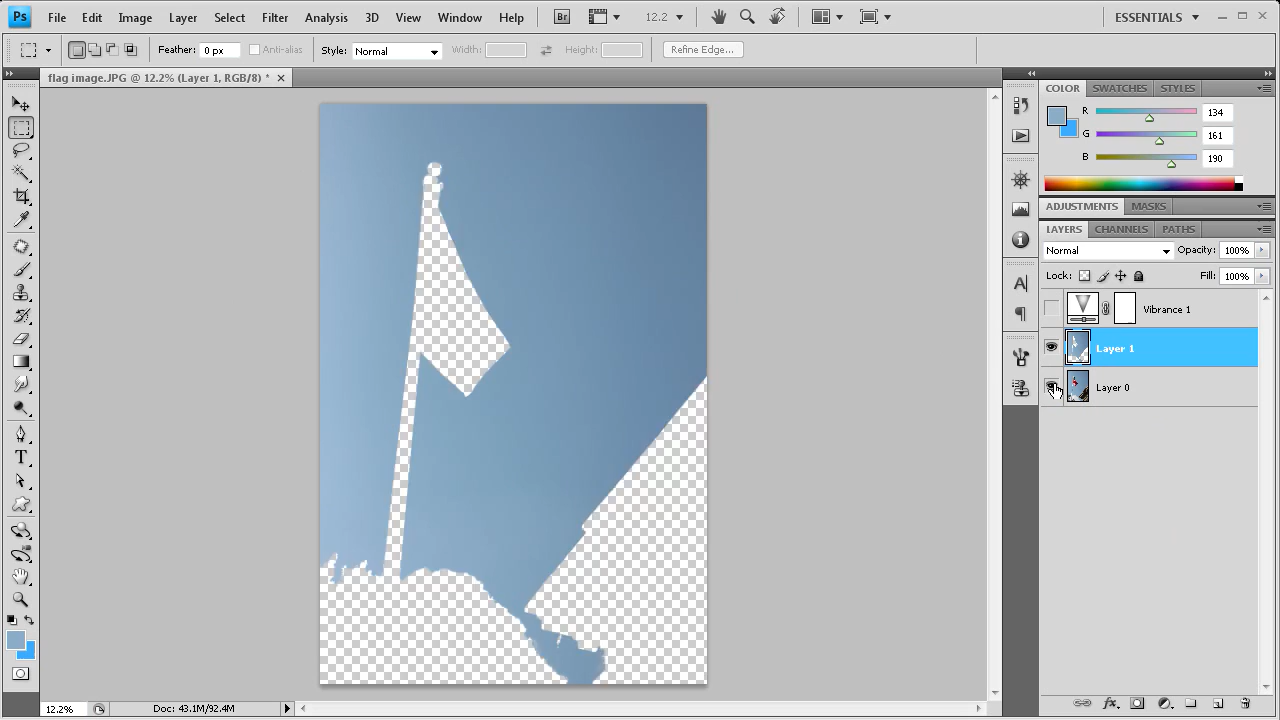 Ps File Edit Image Layer Select Filter Analysis 3D View Window Help Br 12.2 ESSENTIALS
Feather: 0 px Anti-alias Style: Normal Width: Height: Refine Edge...
flag image.JPG @ 12.2% (Layer 1, RGB/8) *
COLOR SWATCHES STYLES
R 134
G 161
B 190
ADJUSTMENTS MASKS
LAYERS CHANNELS PATHS
Normal Opacity: 100%
Lock: Fill: 100%
Vibrance 1
Layer 1
Layer 0
12.2% Doc: 43.1M/92.4M